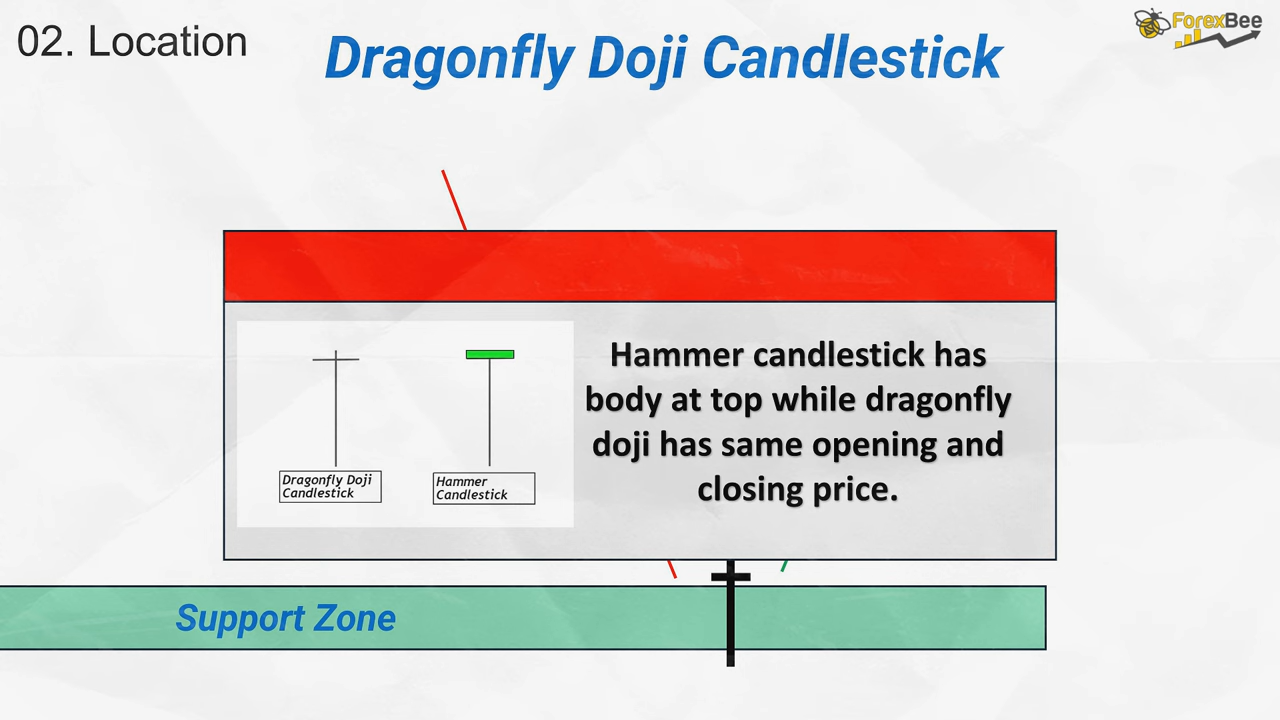 02. Location
Dragonfly Doji Candlestick
ForexBee
Hammer candlestick has
body at top while dragonfly
doji has same opening and
closing price.
Dragonfly Doji
Candlestick
Hammer
Candlestick
Support Zone